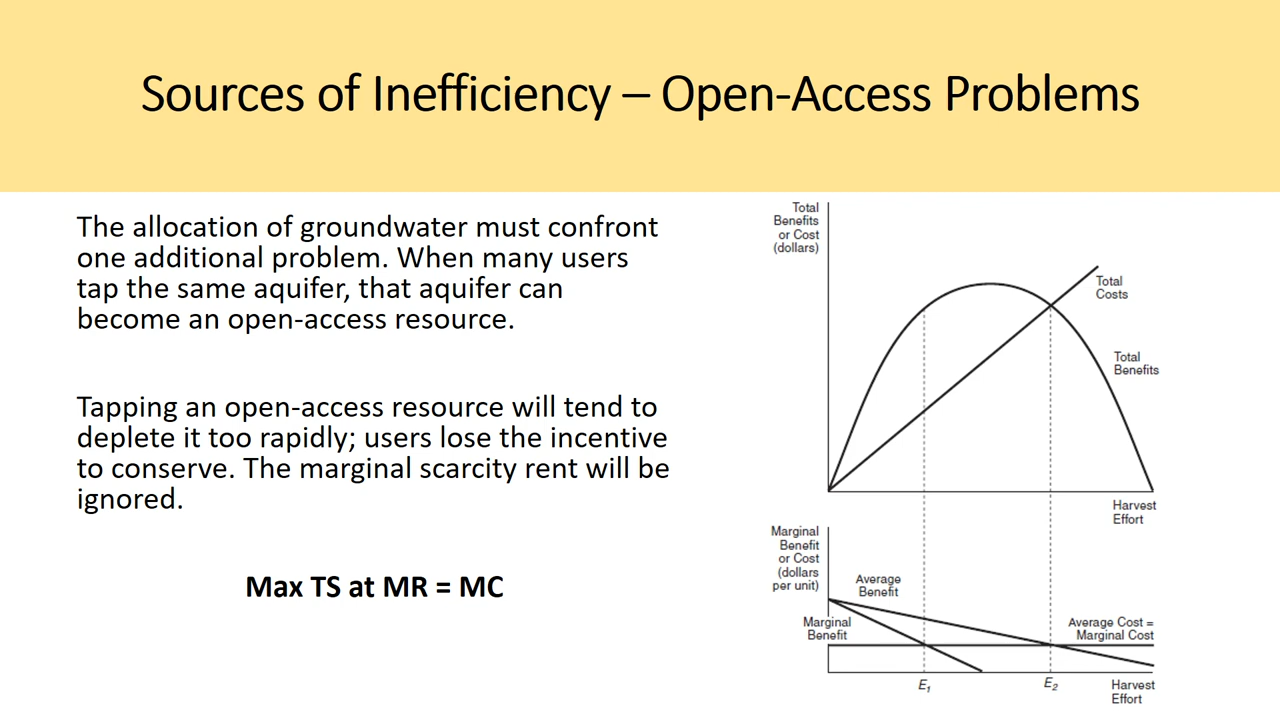 Sources of Inefficiency – Open-Access Problems
The allocation of groundwater must confront
one additional problem. When many users
tap the same aquifer, that aquifer can
become an open-access resource.
Tapping an open-access resource will tend to
deplete it too rapidly; users lose the incentive
to conserve. The marginal scarcity rent will be
ignored.
Max TS at MR = MC
Total
Benefits
or Cost
(dollars)
Total
Costs
Total
Benefits
Harvest
Effort
Marginal
Benefit
or Cost
(dollars
per unit)
Average
Benefit
Marginal
Benefit
Average Cost =
Marginal Cost
E1
E2
Harvest
Effort